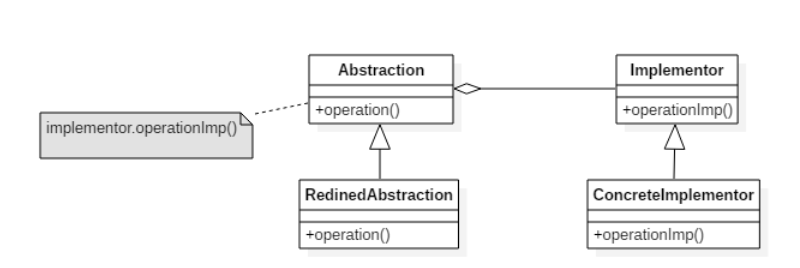 Abstraction
+operation()
Implementor
+operationImp()
implementor.operationImp()
RedinedAbstraction
+operation()
ConcreteImplementor
+operationImp()